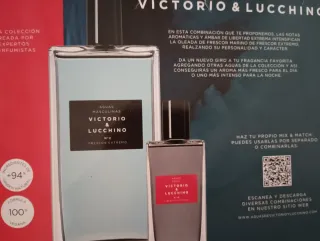 VICTORIO & LUCCHINO
EN ESTA COMBINACIÓN QUE TE PROPONEMOS, LAS NOTAS
AROMÁTICAS Y ÁMBAR DE LIBERTAD EXTREMA INTENSIFICAN
LA OLEADA DE FRESCOR MARINO DE FRESCOR EXTREMO,
REALZANDO SU PERSONALIDAD Y CARÁCTER.
DA UN NUEVO GIRO A TU FRAGANCIA FAVORITA
AGREGANDO OTRAS AGUAS DE LA COLECCIÓN Y ASÍ
CONSEGUIRÁS UN AROMA MÁS FRESCO PARA EL DÍA
O UNO MÁS INTENSO PARA LA NOCHE.
COLECCIÓN
POR
EXPERTOS
PERFUMISTAS
AGUAS
MASCULINAS
VICTORIO
&
LUCCHINO
FRESCOR EXTREMO
VICTORIO
&
LUCCHINO
+94*
100*
HAZ TU PROPIO MIX & MATCH:
PUEDES USARLAS POR SEPARADO
O COMBINARLAS.
ESCANEA Y DESCARGA
DIVERSAS COMBINACIONES
EN NUESTRO SITIO WEB